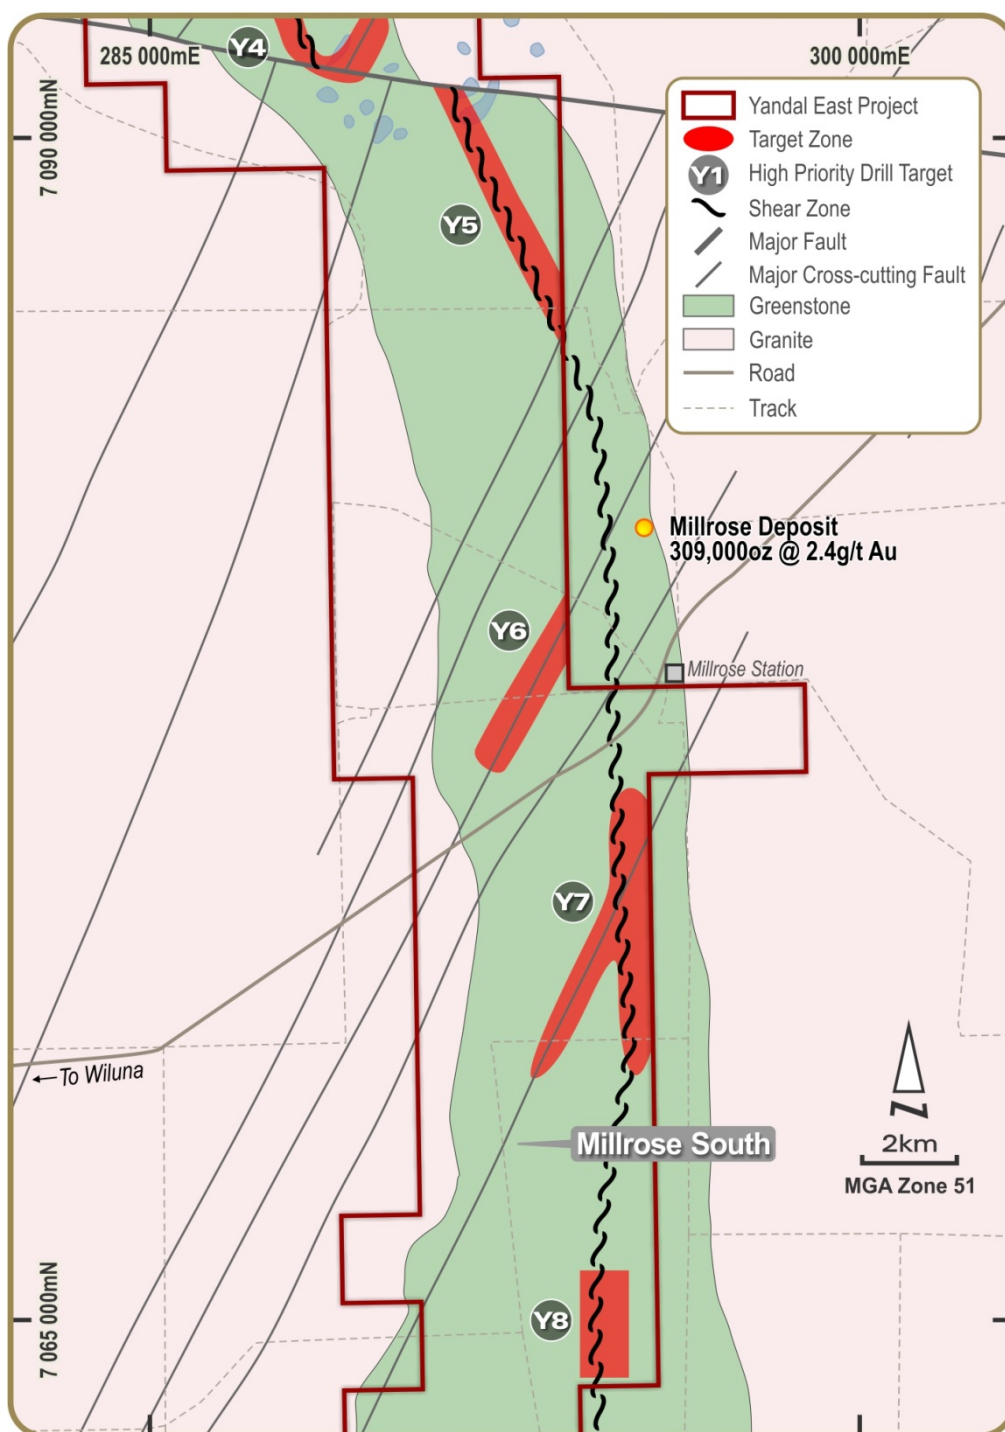 Y4
285 000mE
300 000mE
7 090 000mN
Yandal East Project
Target Zone
Y1
High Priority Drill Target
Shear Zone
Major Fault
Major Cross-cutting Fault
Greenstone
Granite
Road
Track
Y5
Millrose Deposit
309,000oz @ 2.4g/t Au
Y6
Millrose Station
Y7
To Wiluna
N
2km
MGA Zone 51
Millrose South
Y8
7 065 000mN